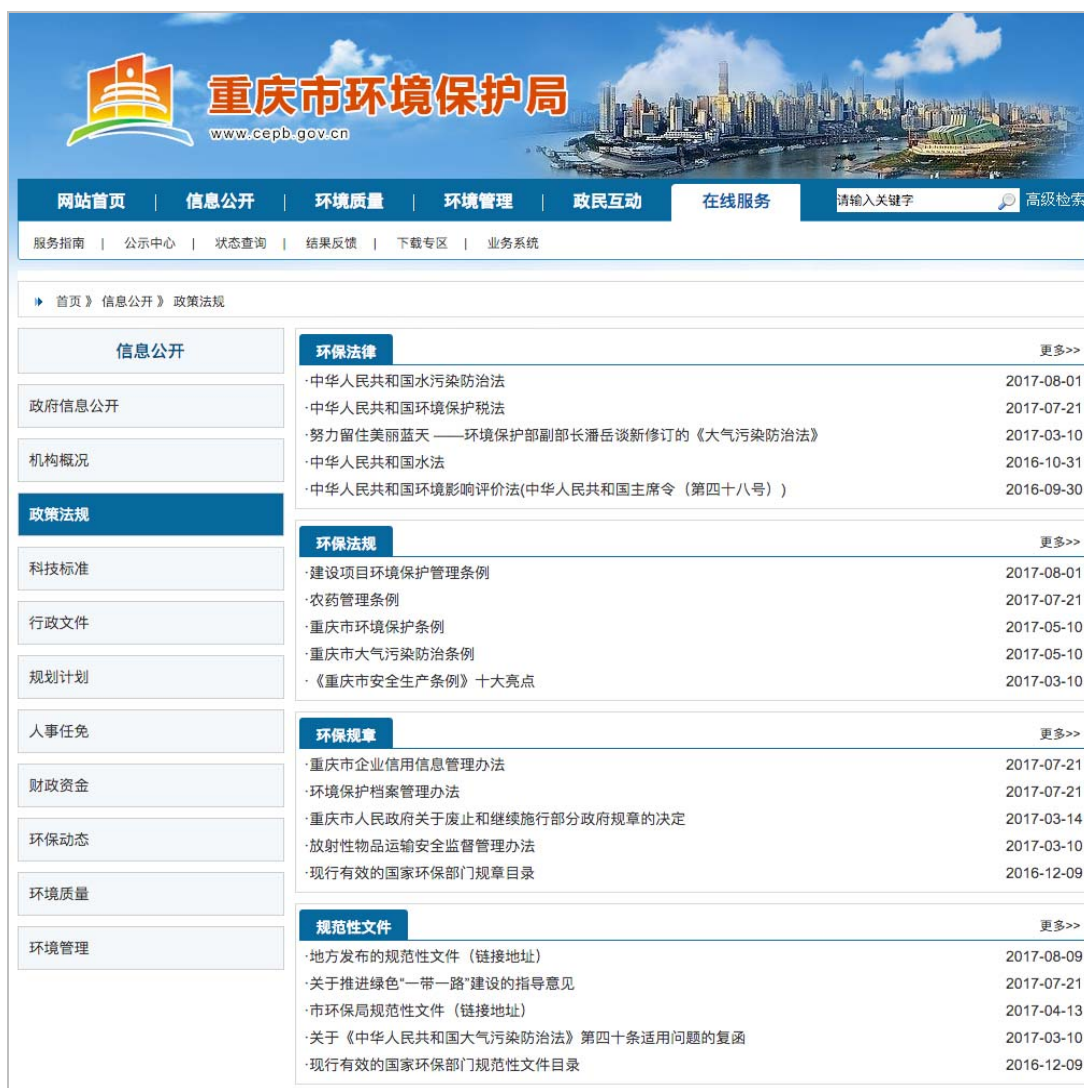 重庆市环境保护局
www.cepb.gov.cn
网站首页 | 信息公开 | 环境质量 | 环境管理 | 政民互动 在线服务 请输入关键字 高级检索
服务指南 | 公示中心 | 状态查询 | 结果反馈 | 下载专区 | 业务系统
首页 》 信息公开 》 政策法规
信息公开
政府信息公开
机构概况
政策法规
科技标准
行政文件
规划计划
人事任免
财政资金
环保动态
环境质量
环境管理
环保法律 更多>>
·中华人民共和国水污染防治法 2017-08-01
·中华人民共和国环境保护税法 2017-07-21
·努力留住美丽蓝天 ——环境保护部副部长潘岳谈新修订的《大气污染防治法》 2017-03-10
·中华人民共和国水法 2016-10-31
·中华人民共和国环境影响评价法(中华人民共和国主席令（第四十八号）) 2016-09-30
环保法规 更多>>
·建设项目环境保护管理条例 2017-08-01
·农药管理条例 2017-07-21
·重庆市环境保护条例 2017-05-10
·重庆市大气污染防治条例 2017-05-10
·《重庆市安全生产条例》十大亮点 2017-03-10
环保规章 更多>>
·重庆市企业信用信息管理办法 2017-07-21
·环境保护档案管理办法 2017-07-21
·重庆市人民政府关于废止和继续施行部分政府规章的决定 2017-03-14
·放射性物品运输安全监督管理办法 2017-03-10
·现行有效的国家环保部门规章目录 2016-12-09
规范性文件 更多>>
·地方发布的规范性文件（链接地址） 2017-08-09
·关于推进绿色“一带一路”建设的指导意见 2017-07-21
·市环保局规范性文件（链接地址） 2017-04-13
·关于《中华人民共和国大气污染防治法》第四十条适用问题的复函 2017-03-10
·现行有效的国家环保部门规范性文件目录 2016-12-09